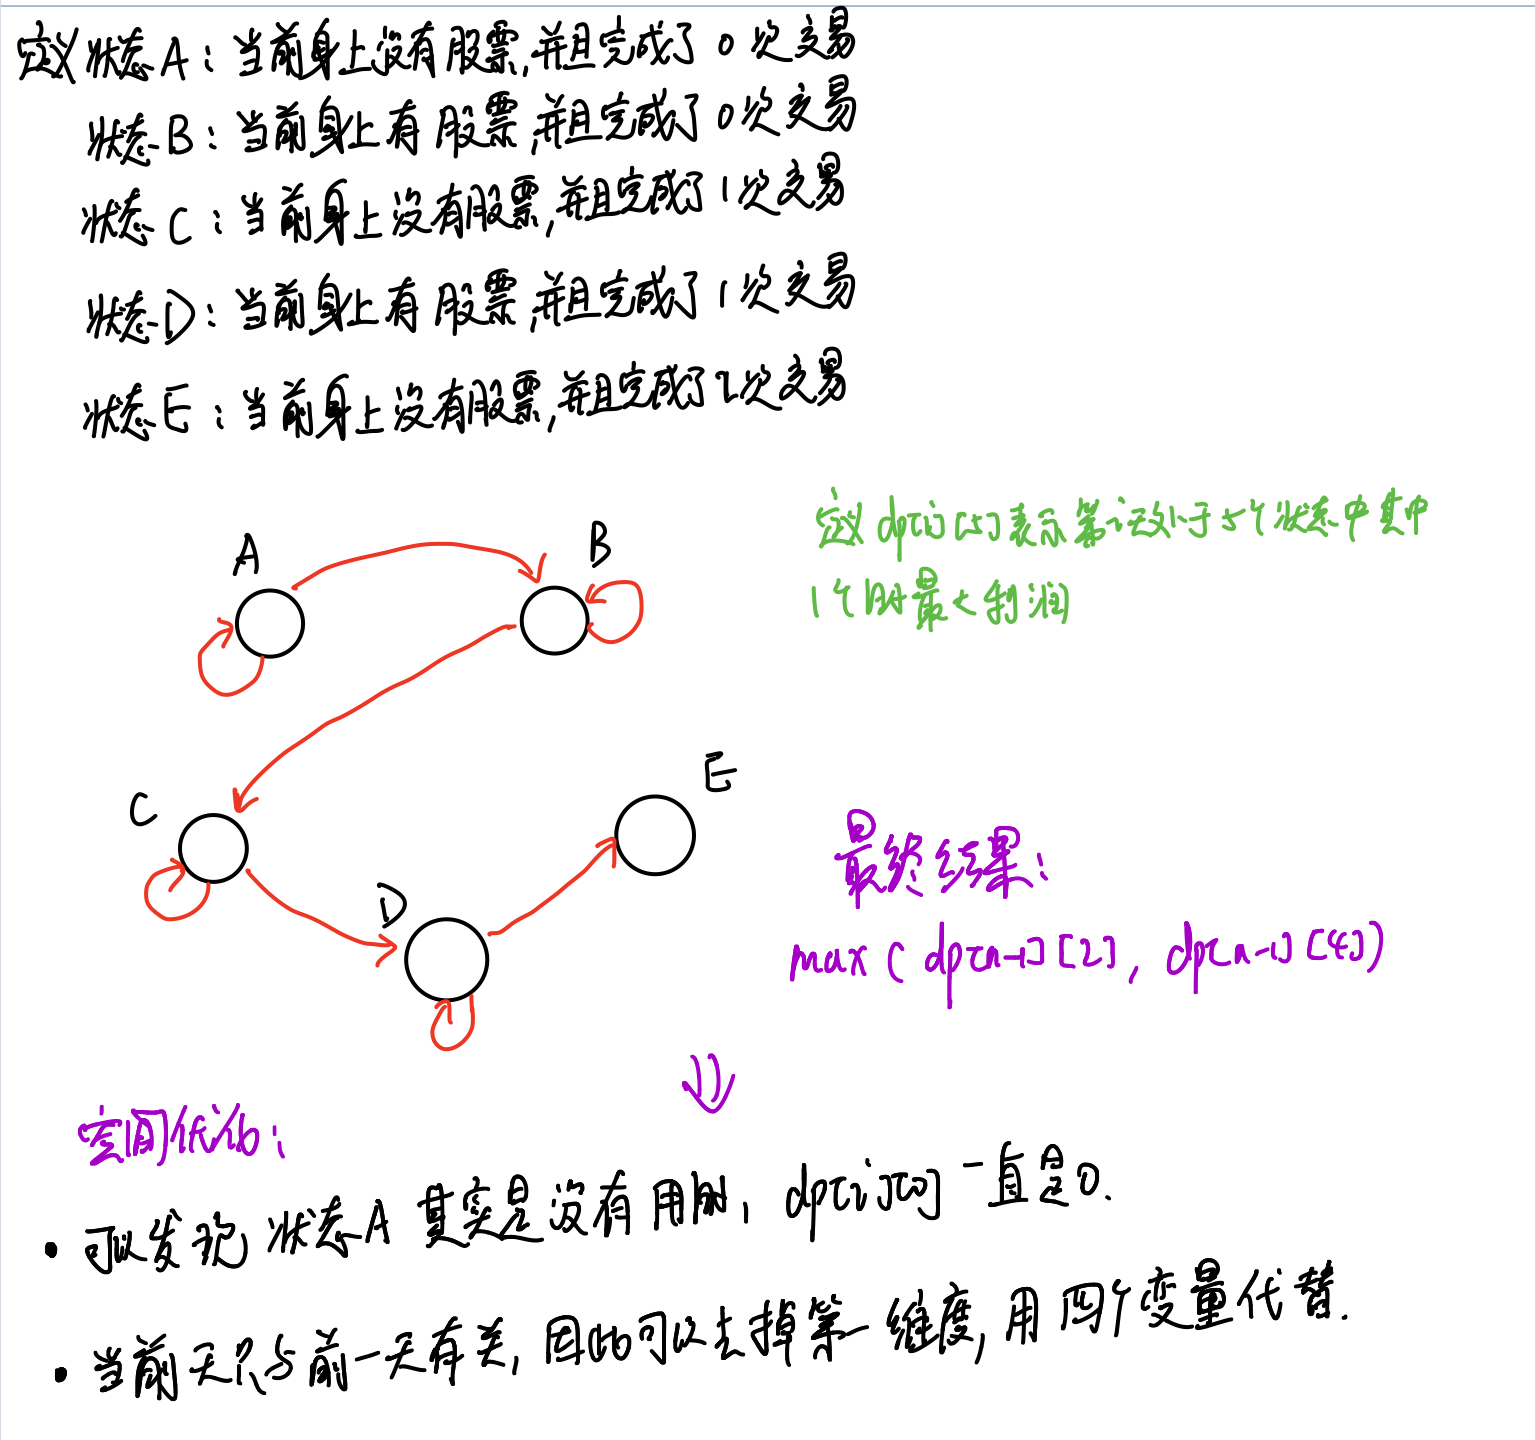 定义状态A：当前身上没有股票,并且完成了0次交易
状态B：当前身上有股票,并且完成了0次交易
状态C：当前身上没有股票,并且完成了1次交易
状态D：当前身上有股票,并且完成了1次交易
状态E：当前身上没有股票,并且完成了2次交易
定义dp[i][5]表示第i天处于5个状态中其中
1个时最大利润
A
B
C
D
E
最终结果：
max(dp[n-1][2], dp[n-1][4])
空间优化：
• 可以发现状态A其实是没有用的，dp[i][0]一直是0.
• 当前天只与前一天有关,因此可以去掉第一维度,用四个变量代替.